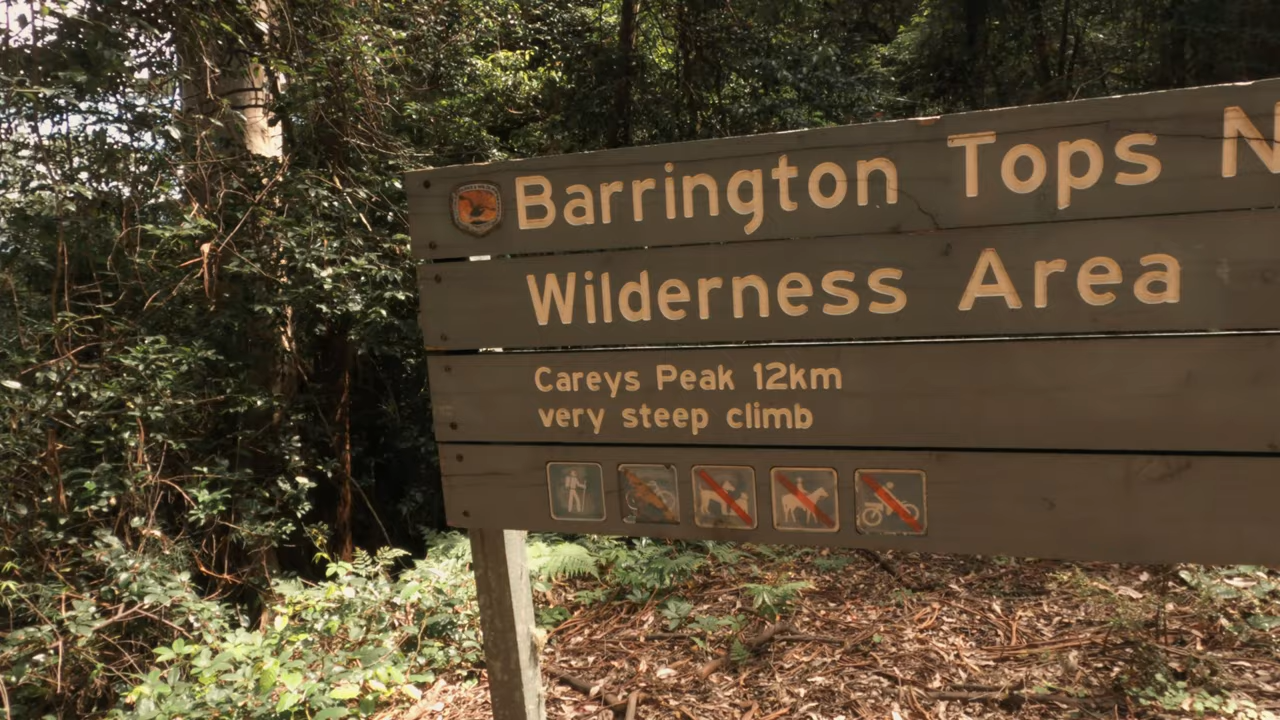 Barrington Tops N
Wilderness Area
Careys Peak 12km
very steep climb